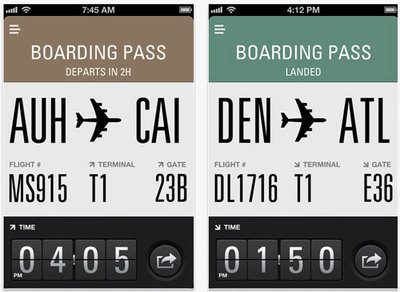 7:45 AM
BOARDING PASS
DEPARTS IN 2H
AUH CAI
FLIGHT # TERMINAL GATE
MS915 T1 23B
TIME
PM 04 05
4:12 PM
BOARDING PASS
LANDED
DEN ATL
FLIGHT # TERMINAL GATE
DL1716 T1 E36
TIME
PM 01 50